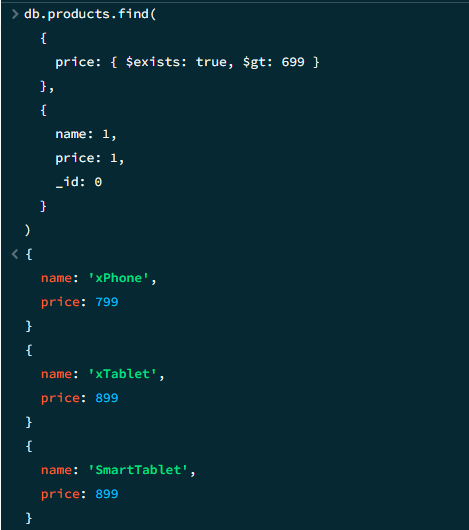 > db.products.find(
{
price: { $exists: true, $gt: 699 }
},
{
name: 1,
price: 1,
_id: 0
}
)
< {
name: 'xPhone',
price: 799
}
{
name: 'xTablet',
price: 899
}
{
name: 'SmartTablet',
price: 899
}